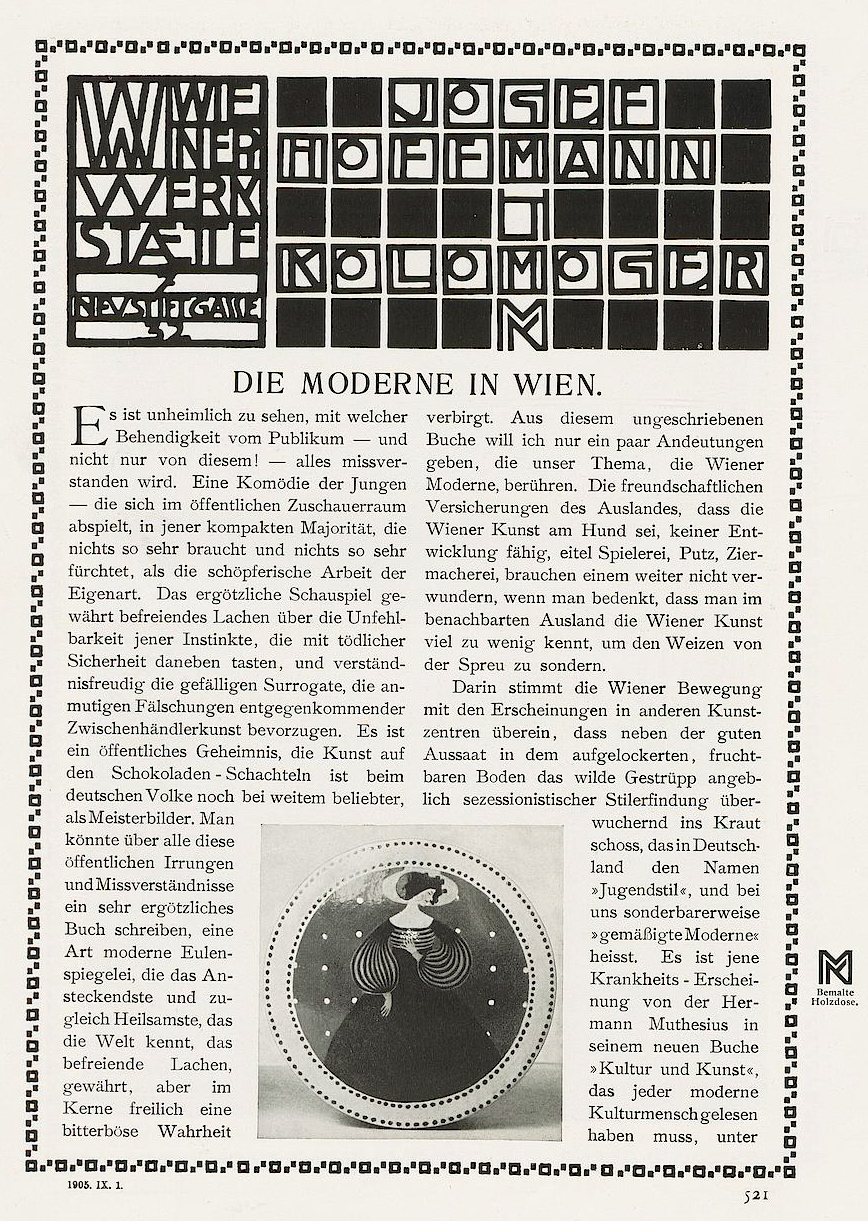 WIE
NER
WERK
STÆTTE
NEUSTIFTGASSE
32
JOSEF
HOFFMANN
U
KOLO MOSER
DIE MODERNE IN WIEN.
Es ist unheimlich zu sehen, mit welcher
Behendigkeit vom Publikum — und
nicht nur von diesem! — alles missver-
standen wird. Eine Komödie der Jungen
— die sich im öffentlichen Zuschauerraum
abspielt, in jener kompakten Majorität, die
nichts so sehr braucht und nichts so sehr
fürchtet, als die schöpferische Arbeit der
Eigenart. Das ergötzliche Schauspiel ge-
währt befreiendes Lachen über die Unfehl-
barkeit jener Instinkte, die mit tödlicher
Sicherheit daneben tasten, und verständ-
nisfreudig die gefälligen Surrogate, die an-
mutigen Fälschungen entgegenkommender
Zwischenhändlerkunst bevorzugen. Es ist
ein öffentliches Geheimnis, die Kunst auf
den Schokoladen-Schachteln ist beim
deutschen Volke noch bei weitem beliebter,
als Meisterbilder. Man
könnte über alle diese
öffentlichen Irrungen
und Missverständnisse
ein sehr ergötzliches
Buch schreiben, eine
Art moderne Eulen-
spiegelei, die das An-
steckendste und zu-
gleich Heilsamste, das
die Welt kennt, das
befreiende Lachen,
gewährt, aber im
Kerne freilich eine
bitterböse Wahrheit
verbirgt. Aus diesem ungeschriebenen
Buche will ich nur ein paar Andeutungen
geben, die unser Thema, die Wiener
Moderne, berühren. Die freundschaftlichen
Versicherungen des Auslandes, dass die
Wiener Kunst am Hund sei, keiner Ent-
wicklung fähig, eitel Spielerei, Putz, Zier-
macherei, brauchen einem weiter nicht ver-
wundern, wenn man bedenkt, dass man im
benachbarten Ausland die Wiener Kunst
viel zu wenig kennt, um den Weizen von
der Spreu zu sondern.
Darin stimmt die Wiener Bewegung
mit den Erscheinungen in anderen Kunst-
zentren überein, dass neben der guten
Aussaat in dem aufgelockerten, frucht-
baren Boden das wilde Gestrüpp angeb-
lich sezessionistischer Stilerfindung über-
wuchernd ins Kraut
schoss, das in Deutsch-
land den Namen
»Jugendstil«, und bei
uns sonderbarerweise
»gemäßigte Moderne«
heisst. Es ist jene
Krankheits-Erschei-
nung von der Her-
mann Muthesius in
seinem neuen Buche
»Kultur und Kunst«,
das jeder moderne
Kulturmensch gelesen
haben muss, unter
Bemalte
Holzdose.
1905. IX. 1.
521